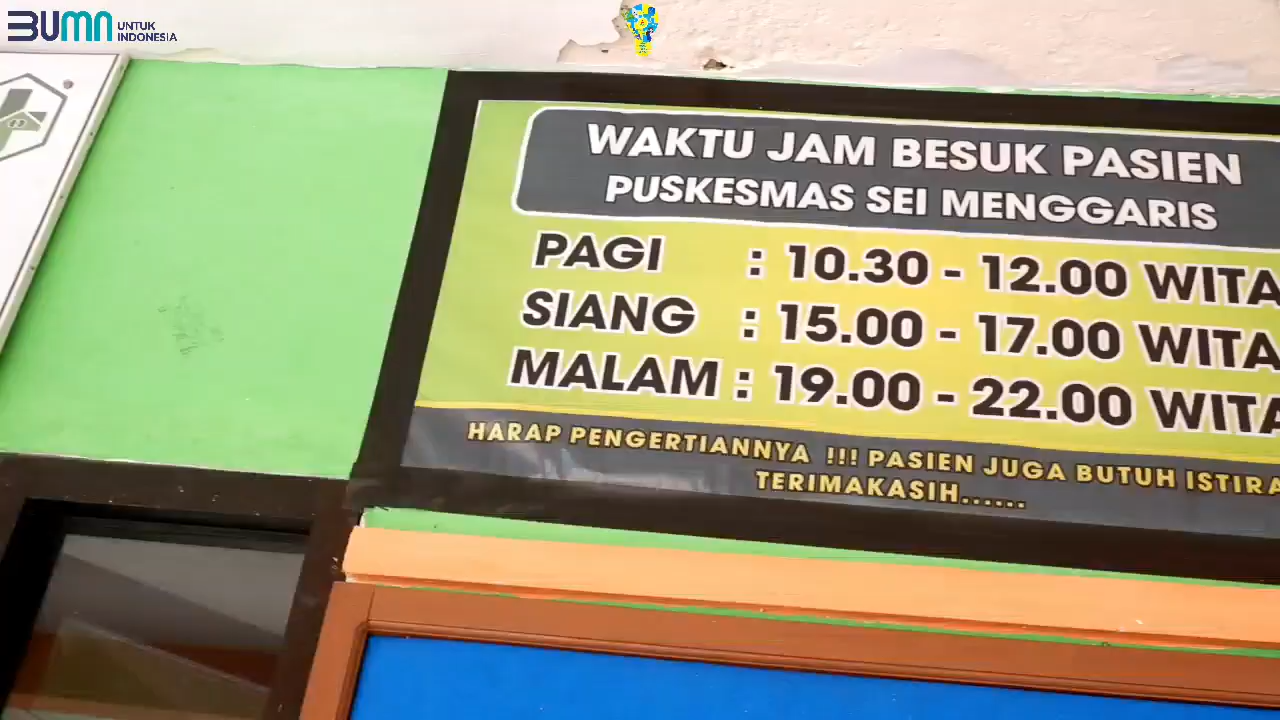 BUMN UNTUK INDONESIA
WAKTU JAM BESUK PASIEN
PUSKESMAS SEI MENGGARIS
PAGI : 10.30 - 12.00 WITA
SIANG : 15.00 - 17.00 WITA
MALAM : 19.00 - 22.00 WITA
HARAP PENGERTIANNYA !!! PASIEN JUGA BUTUH ISTIRA
TERIMAKASIH......